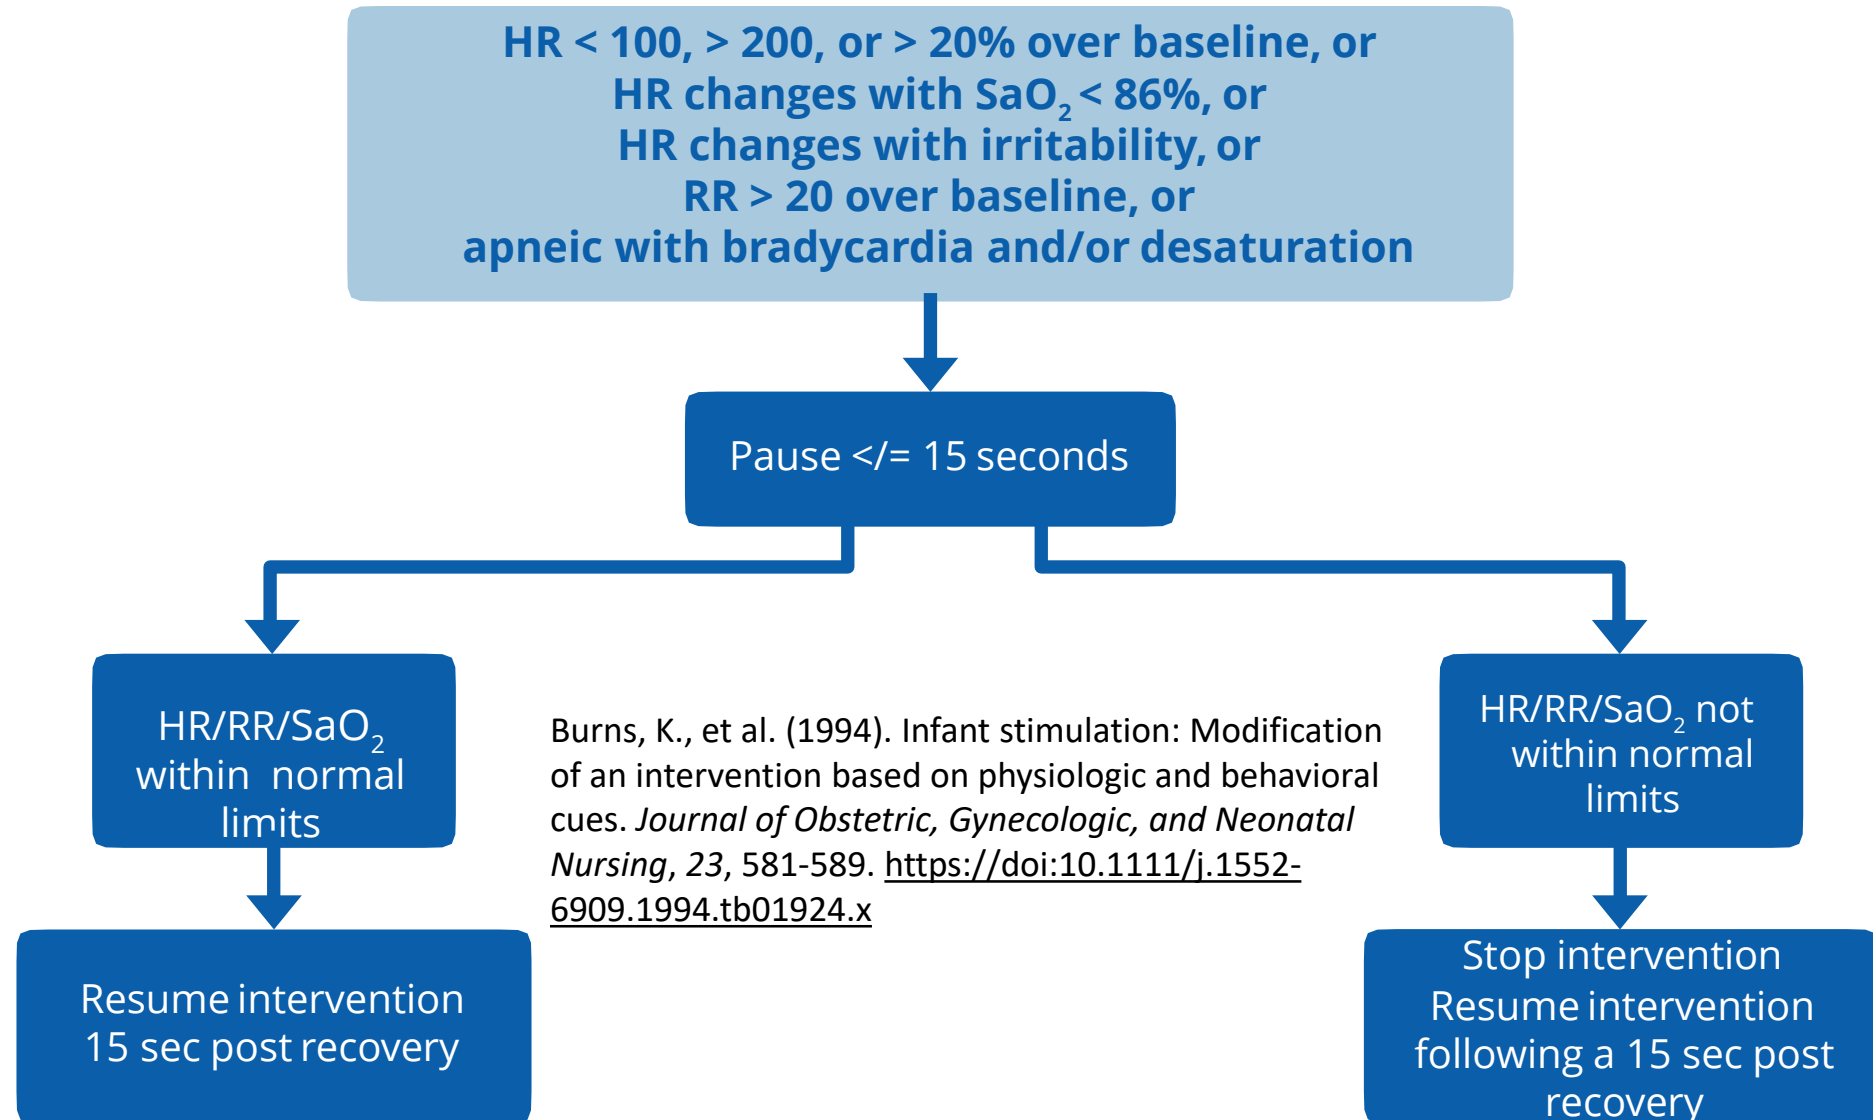 HR < 100, > 200, or > 20% over baseline, or
HR changes with SaO₂ < 86%, or
HR changes with irritability, or
RR > 20 over baseline, or
apneic with bradycardia and/or desaturation
Pause </= 15 seconds
HR/RR/SaO₂
within normal
limits
Burns, K., et al. (1994). Infant stimulation: Modification
of an intervention based on physiologic and behavioral
cues. Journal of Obstetric, Gynecologic, and Neonatal
Nursing, 23, 581-589. https://doi:10.1111/j.1552-
6909.1994.tb01924.x
HR/RR/SaO₂ not
within normal
limits
Resume intervention
15 sec post recovery
Stop intervention
Resume intervention
following a 15 sec post
recovery